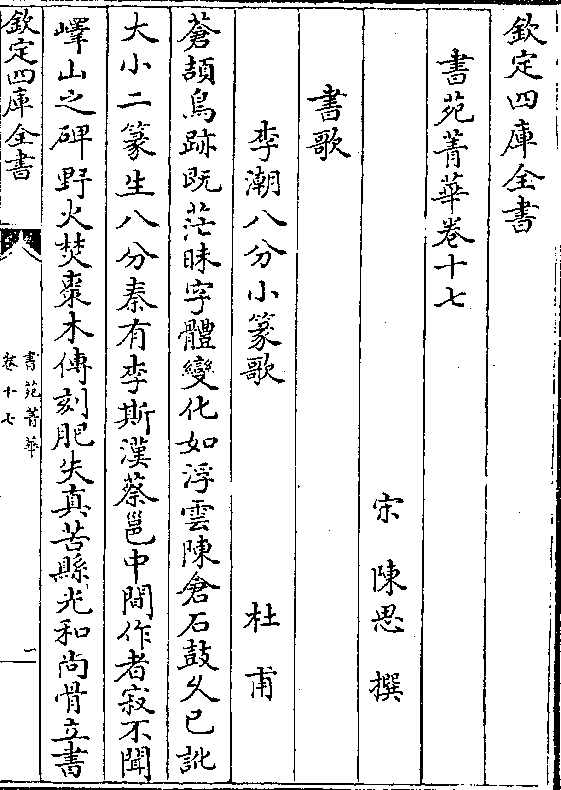 欽定四庫全書
書苑菁華卷十七
宋 陳思 撰
書歌
李潮八分小篆歌 杜甫
蒼頡鳥跡既茫昧字體變化如浮雲陳倉石鼓乆已訛
大小二篆生八分秦有李斯漢蔡邕中間作者寂不聞
嶧山之碑野火焚棗木傳刻肥失真苦縣光和尚骨立書
欽定四庫全書
書苑菁華
卷十七
一